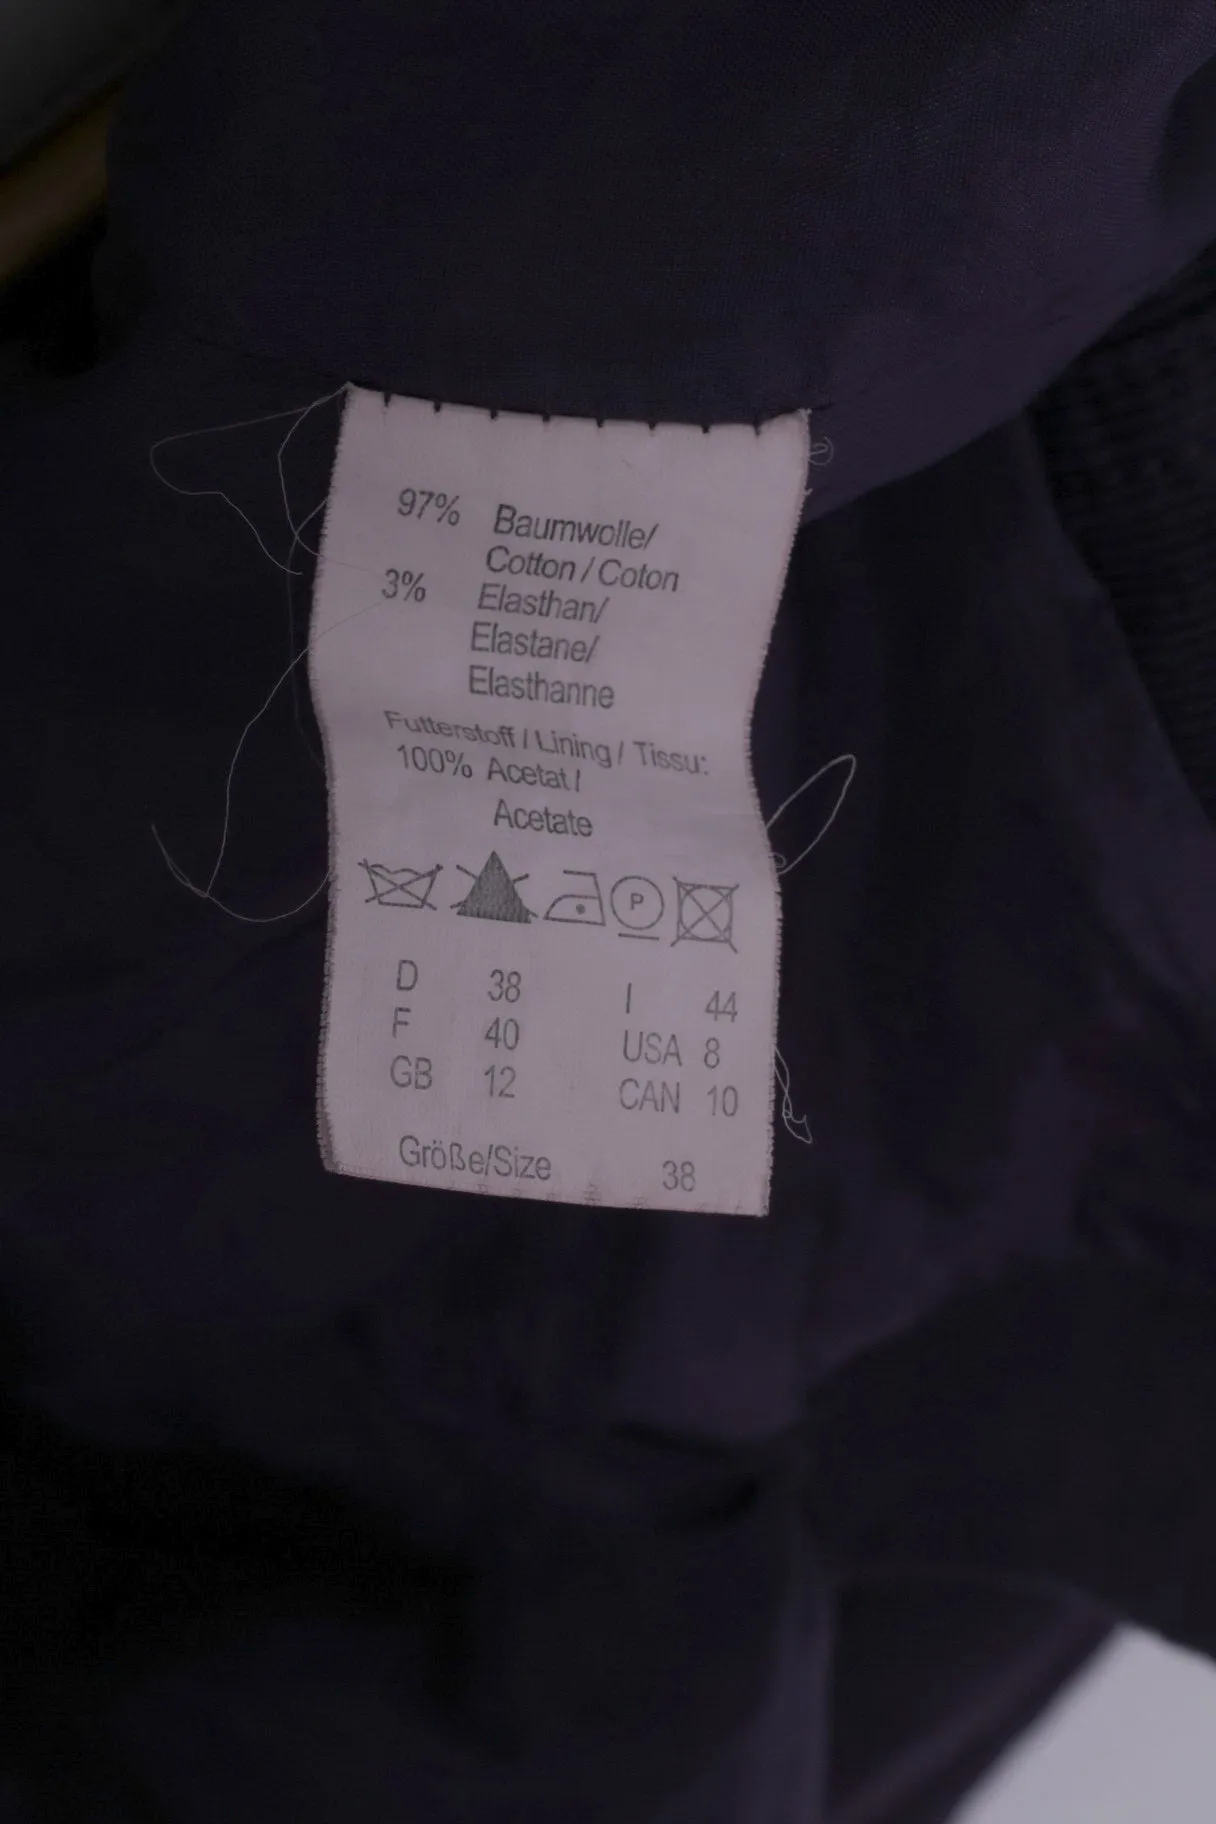 97% Baumwolle/
Cotton / Coton
3% Elasthan/
Elastane/
Elasthanne
Futterstoff / Lining / Tissu:
100% Acetat /
Acetate
P
D 38 I 44
F 40 USA 8
GB 12 CAN 10
Größe/Size 38